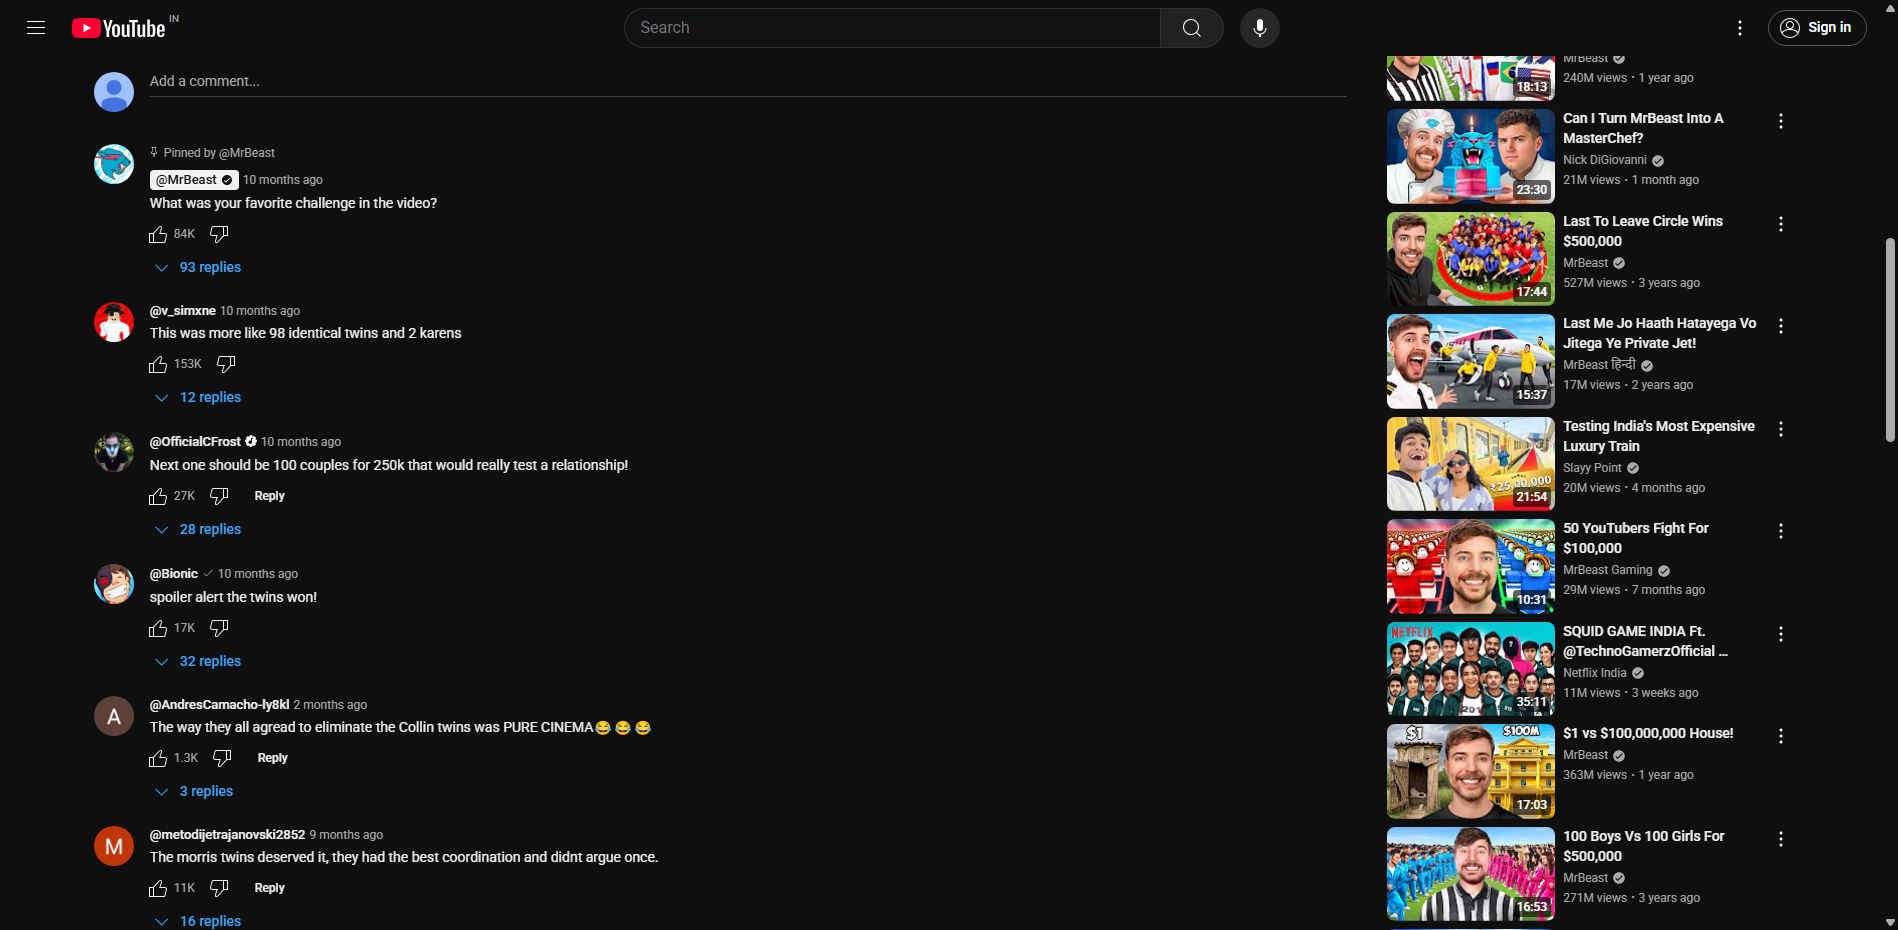 YouTube IN
Search
Sign in
Add a comment...
Pinned by @MrBeast
@MrBeast 10 months ago
What was your favorite challenge in the video?
84K
93 replies
@v_simxne 10 months ago
This was more like 98 identical twins and 2 karens
153K
12 replies
@OfficialCFrost 10 months ago
Next one should be 100 couples for 250k that would really test a relationship!
27K Reply
28 replies
@Bionic 10 months ago
spoiler alert the twins won!
17K
32 replies
A
@AndresCamacho-ly8kl 2 months ago
The way they all agread to eliminate the Collin twins was PURE CINEMA😂 😂 😂
1.3K Reply
3 replies
M
@metodijetrajanovski2852 9 months ago
The morris twins deserved it, they had the best coordination and didnt argue once.
11K Reply
16 replies
MrBeast
240M views • 1 year ago
18:13
Can I Turn MrBeast Into A
MasterChef?
Nick DiGiovanni
21M views • 1 month ago
23:30
Last To Leave Circle Wins
$500,000
MrBeast
527M views • 3 years ago
17:44
Last Me Jo Haath Hatayega Vo
Jitega Ye Private Jet!
MrBeast हिन्दी
17M views • 2 years ago
15:37
Testing India's Most Expensive
Luxury Train
Slayy Point
20M views • 4 months ago
₹25,00,000
21:54
50 YouTubers Fight For
$100,000
MrBeast Gaming
29M views • 7 months ago
10:31
NETFLIX
SQUID GAME INDIA Ft.
@TechnoGamerzOfficial ...
Netflix India
11M views • 3 weeks ago
35:11
$1 $100M
$1 vs $100,000,000 House!
MrBeast
363M views • 1 year ago
17:03
100 Boys Vs 100 Girls For
$500,000
MrBeast
271M views • 3 years ago
16:53